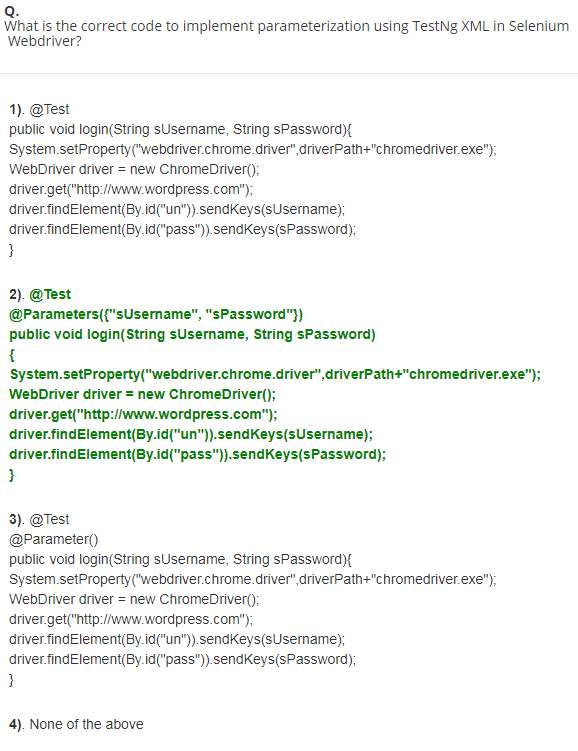 Q.
What is the correct code to implement parameterization using TestNg XML in Selenium
Webdriver?
1). @Test
public void login(String sUsername, String sPassword){
System.setProperty("webdriver.chrome.driver",driverPath+"chromedriver.exe");
WebDriver driver = new ChromeDriver();
driver.get("http://www.wordpress.com");
driver.findElement(By.id("un")).sendKeys(sUsername);
driver.findElement(By.id("pass")).sendKeys(sPassword);
}
2). @Test
@Parameters({"sUsername", "sPassword"})
public void login(String sUsername, String sPassword)
{
System.setProperty("webdriver.chrome.driver",driverPath+"chromedriver.exe");
WebDriver driver = new ChromeDriver();
driver.get("http://www.wordpress.com");
driver.findElement(By.id("un")).sendKeys(sUsername);
driver.findElement(By.id("pass")).sendKeys(sPassword);
}
3). @Test
@Parameter()
public void login(String sUsername, String sPassword){
System.setProperty("webdriver.chrome.driver",driverPath+"chromedriver.exe");
WebDriver driver = new ChromeDriver();
driver.get("http://www.wordpress.com");
driver.findElement(By.id("un")).sendKeys(sUsername);
driver.findElement(By.id("pass")).sendKeys(sPassword);
}
4). None of the above